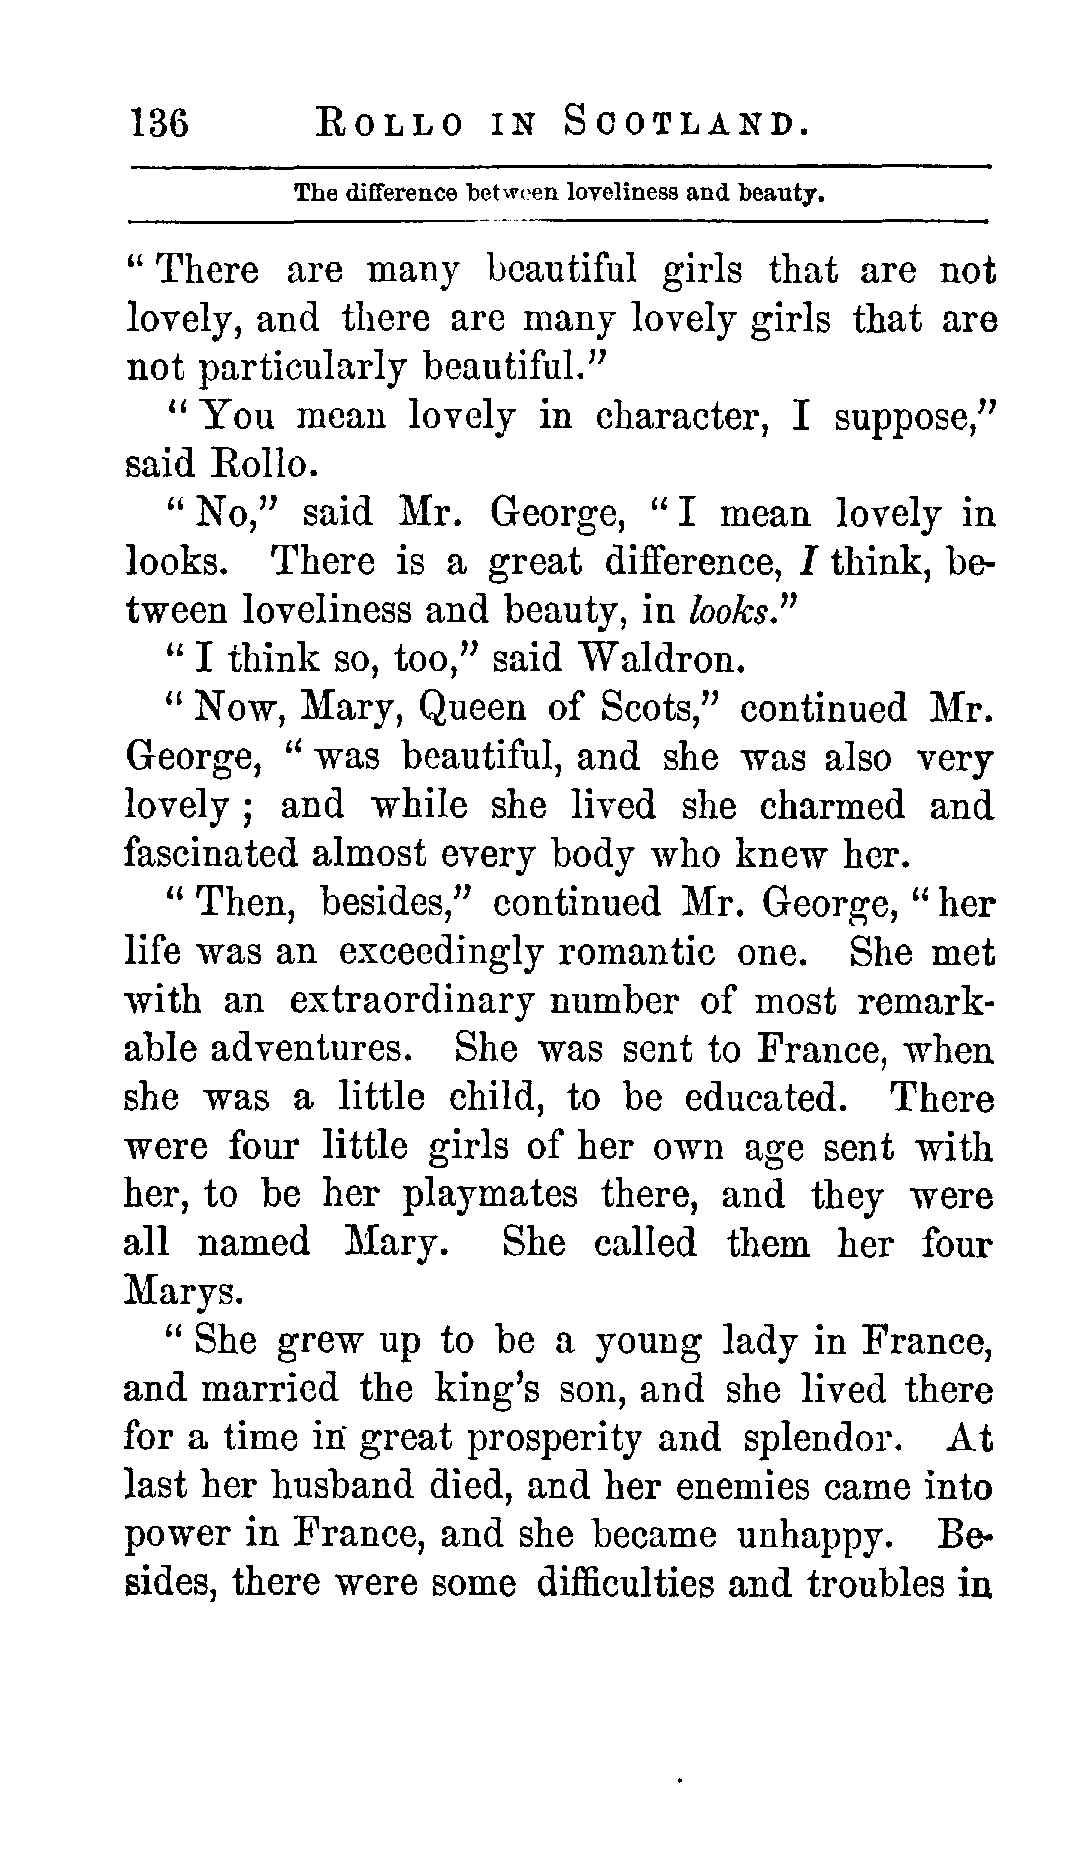 136 ROLLO IN SCOTLAND.
The difference between loveliness and beauty.
“ There are many beautiful girls that are not
lovely, and there are many lovely girls that are
not particularly beautiful.”
“ You mean lovely in character, I suppose,”
said Rollo.
“ No,” said Mr. George, “ I mean lovely in
looks. There is a great difference, I think, be-
tween loveliness and beauty, in looks.”
“ I think so, too,” said Waldron.
“ Now, Mary, Queen of Scots,” continued Mr.
George, “ was beautiful, and she was also very
lovely ; and while she lived she charmed and
fascinated almost every body who knew her.
“ Then, besides,” continued Mr. George, “ her
life was an exceedingly romantic one. She met
with an extraordinary number of most remark-
able adventures. She was sent to France, when
she was a little child, to be educated. There
were four little girls of her own age sent with
her, to be her playmates there, and they were
all named Mary. She called them her four
Marys.
“ She grew up to be a young lady in France,
and married the king’s son, and she lived there
for a time in great prosperity and splendor. At
last her husband died, and her enemies came into
power in France, and she became unhappy. Be-
sides, there were some difficulties and troubles in